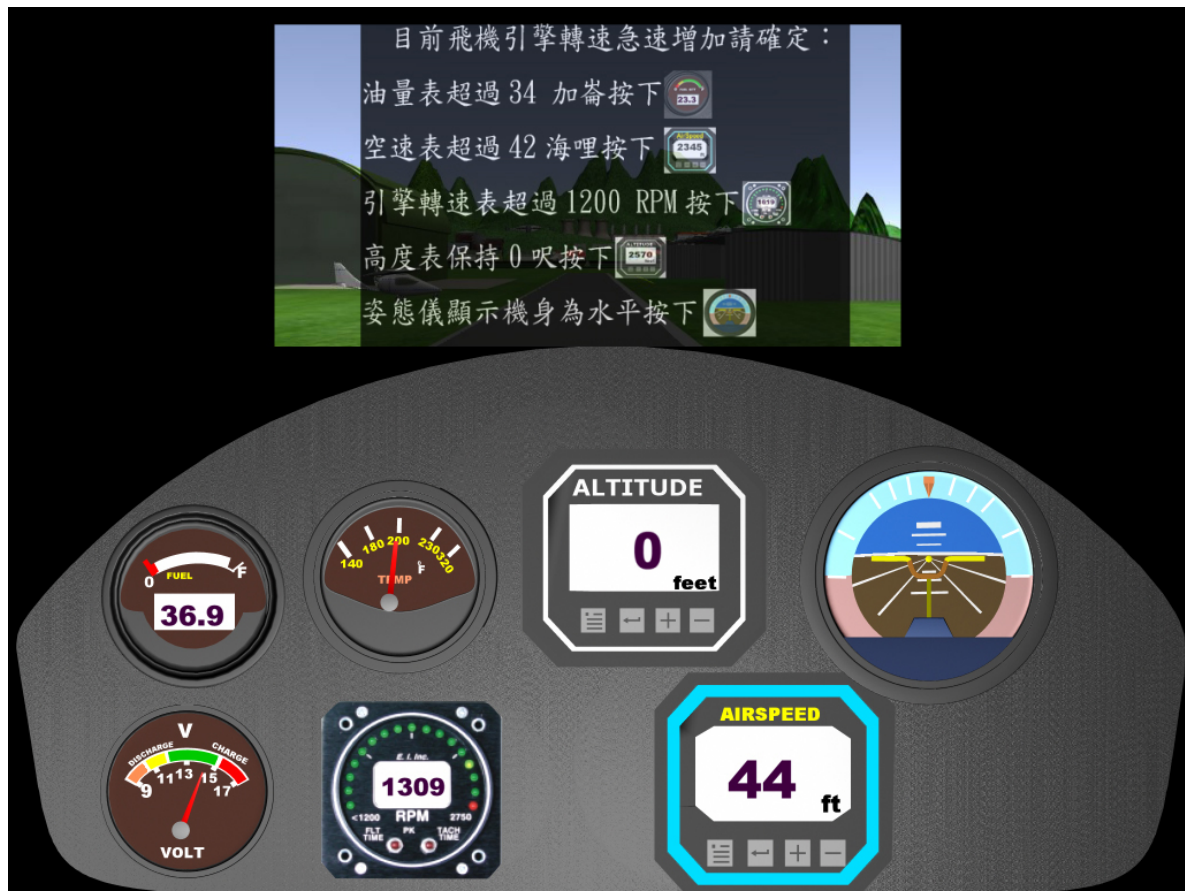 目前飛機引擎轉速急速增加請確定：
油量表超過 34 加崙按下
23.3
空速表超過 42 海哩按下
AirSpeed
2345
引擎轉速表超過 1200 RPM 按下
1819
高度表保持 0 呎按下
ALTITUDE
2570
姿態儀顯示機身為水平按下
ALTITUDE
0
feet
140 180 200 230 320
°F
TEMP
0 F
FUEL
36.9
V
DISCHARGE CHARGE
9 11 13 15 17
VOLT
E. I. Inc.
1309
<1200 RPM 2750
FLT TIME PK TACH TIME
AIRSPEED
44
ft